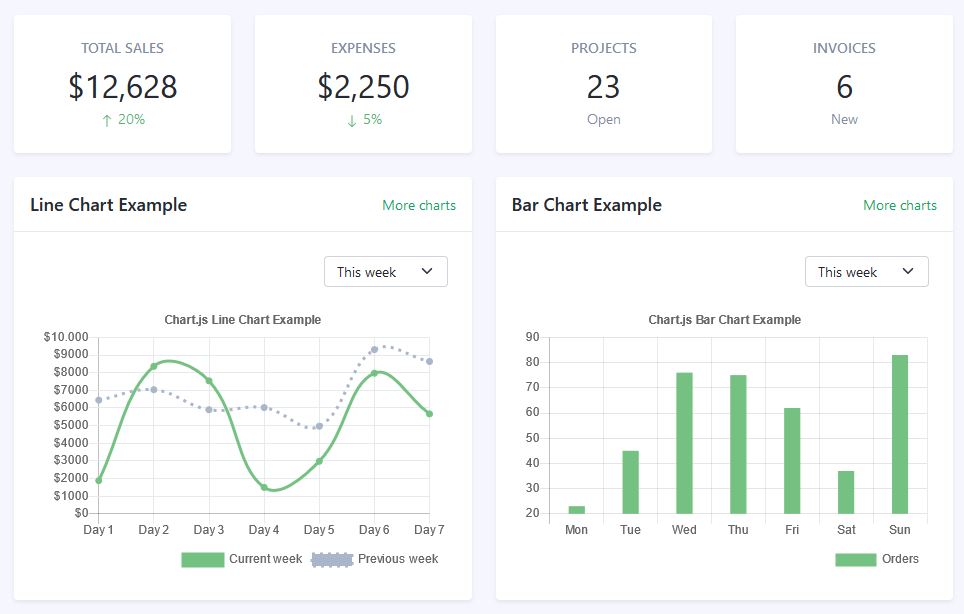 TOTAL SALES
$12,628
↑ 20%
EXPENSES
$2,250
↓ 5%
PROJECTS
23
Open
INVOICES
6
New
Line Chart Example
More charts
This week
Chart.js Line Chart Example
$10.000
$9000
$8000
$7000
$6000
$5000
$4000
$3000
$2000
$1000
$0
Day 1 Day 2 Day 3 Day 4 Day 5 Day 6 Day 7
Current week Previous week
Bar Chart Example
More charts
This week
Chart.js Bar Chart Example
90
80
70
60
50
40
30
20
Mon Tue Wed Thu Fri Sat Sun
Orders